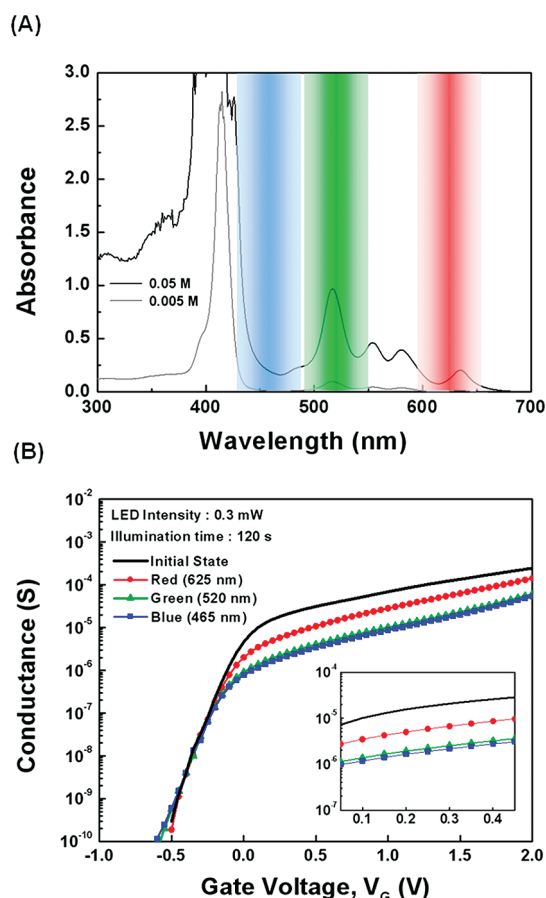 (A)
3.0
2.5
2.0
1.5
1.0
0.5
0.0
Absorbance
0.05 M
0.005 M
300 400 500 600 700
Wavelength (nm)
(B)
10-2
10-3
10-4
10-5
10-6
10-7
10-8
10-9
10-10
Conductance (S)
LED Intensity : 0.3 mW
Illumination time : 120 s
Initial State
Red (625 nm)
Green (520 nm)
Blue (465 nm)
10-4
10-5
10-6
10-7
0.1 0.2 0.3 0.4
-1.0 -0.5 0.0 0.5 1.0 1.5 2.0
Gate Voltage, VG (V)